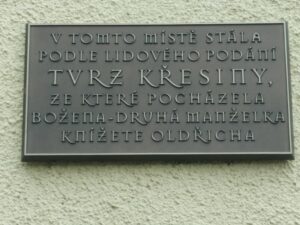 V TOMTO MÍSTĚ STÁLA
PODLE LIDOVÉHO PODÁNÍ
TVRZ KŘESINY,
ZE KTERÉ POCHÁZELA
BOŽENA-DRUHÁ MANŽELKA
KNÍŽETE OLDŘICHA